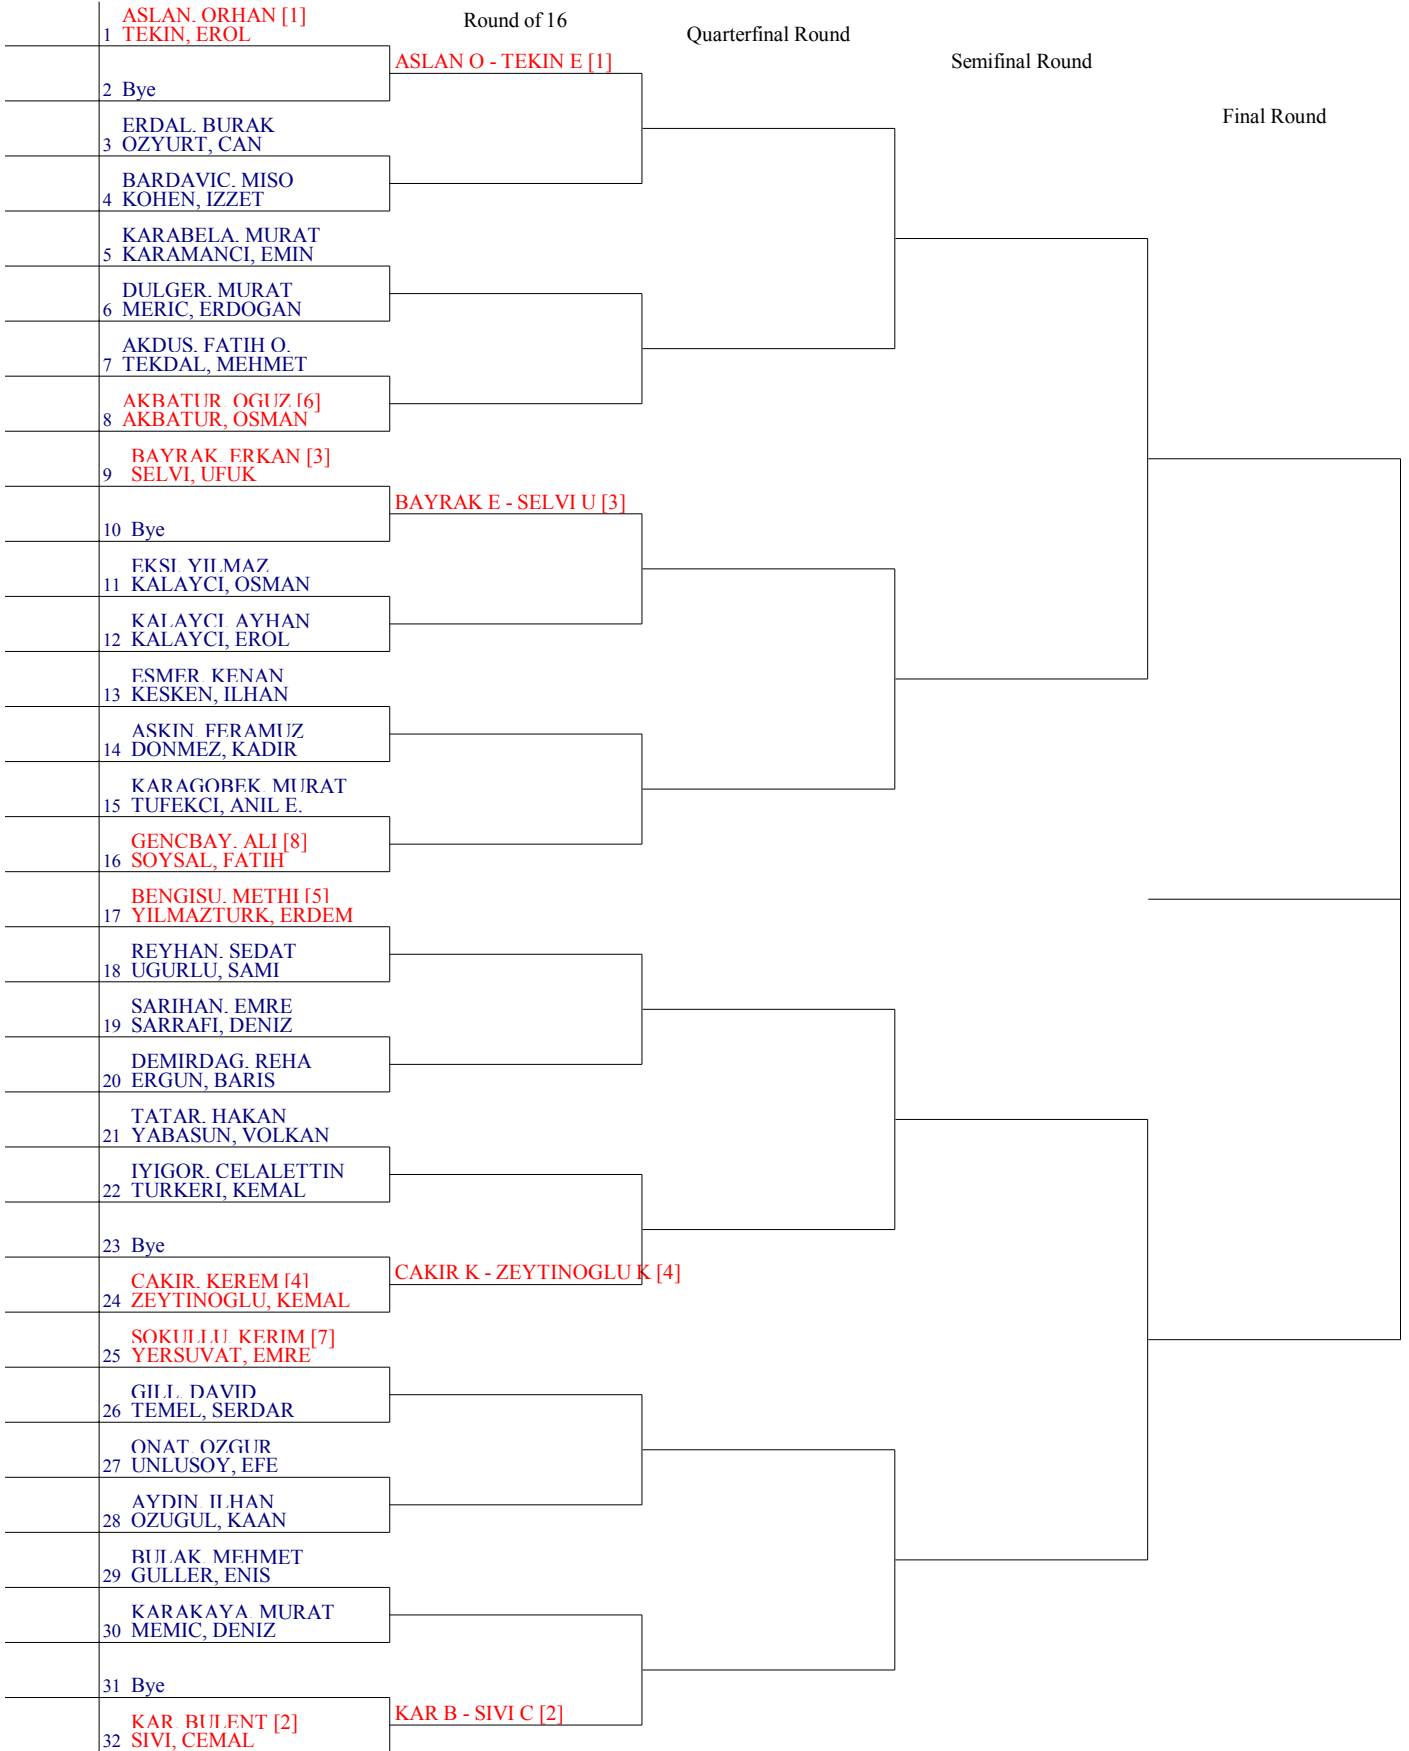 ASLAN, ORHAN [1]
1 TEKIN, EROL
Round of 16
Quarterfinal Round
ASLAN O - TEKIN E [1]
Semifinal Round
2 Bye
Final Round
ERDAL, BURAK
3 OZYURT, CAN
BARDAVIC, MISO
4 KOHEN, IZZET
KARABELA, MURAT
5 KARAMANCI, EMIN
DULGER, MURAT
6 MERIC, ERDOGAN
AKDUS, FATIH O.
7 TEKDAL, MEHMET
AKBATUR, OGUZ [6]
8 AKBATUR, OSMAN
BAYRAK, ERKAN [3]
9 SELVI, UFUK
BAYRAK E - SELVI U [3]
10 Bye
EKSI, YILMAZ
11 KALAYCI, OSMAN
KALAYCI, AYHAN
12 KALAYCI, EROL
ESMER, KENAN
13 KESKEN, ILHAN
ASKIN, FERAMUZ
14 DONMEZ, KADIR
KARAGOBEK, MURAT
15 TUFEKCI, ANIL E.
GENCBAY, ALI [8]
16 SOYSAL, FATIH
BENGISU, METHI [5]
17 YILMAZTURK, ERDEM
REYHAN, SEDAT
18 UGURLU, SAMI
SARIHAN, EMRE
19 SARRAFI, DENIZ
DEMIRDAG, REHA
20 ERGUN, BARIS
TATAR, HAKAN
21 YABASUN, VOLKAN
IYIGOR, CELALETTIN
22 TURKERI, KEMAL
23 Bye
CAKIR K - ZEYTINOGLU K [4]
CAKIR, KEREM [4]
24 ZEYTINOGLU, KEMAL
SOKULLU, KERIM [7]
25 YERSUVAT, EMRE
GILL, DAVID
26 TEMEL, SERDAR
ONAT, OZGUR
27 UNLUSOY, EFE
AYDIN, ILHAN
28 OZUGUL, KAAN
BULAK, MEHMET
29 GULLER, ENIS
KARAKAYA, MURAT
30 MEMIC, DENIZ
31 Bye
KAR B - SIVI C [2]
KAR, BULENT [2]
32 SIVI, CEMAL